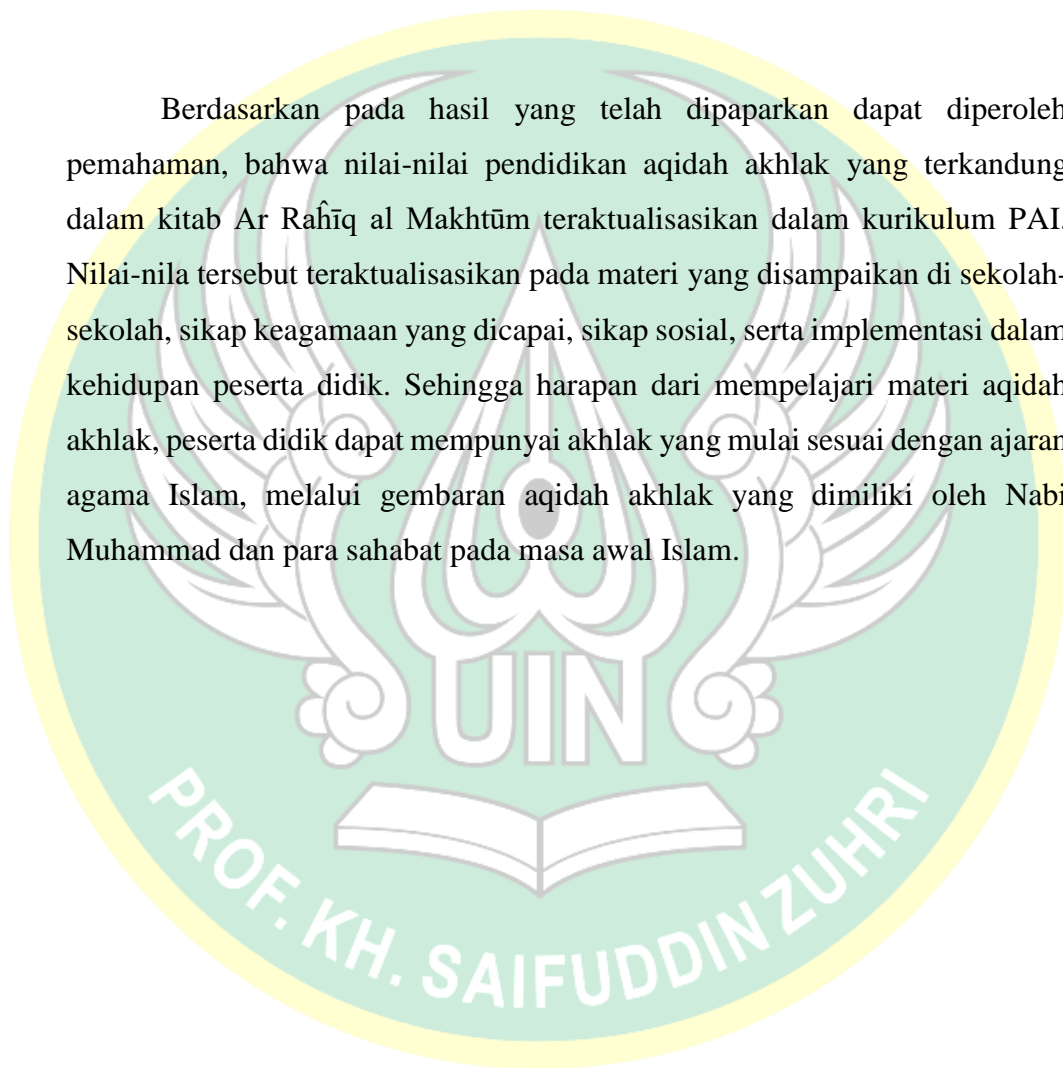 Berdasarkan pada hasil yang telah dipaparkan dapat diperoleh
pemahaman, bahwa nilai-nilai pendidikan aqidah akhlak yang terkandung
dalam kitab Ar Raĥīq al Makhtūm teraktualisasikan dalam kurikulum PAI.
Nilai-nila tersebut teraktualisasikan pada materi yang disampaikan di sekolah-
sekolah, sikap keagamaan yang dicapai, sikap sosial, serta implementasi dalam
kehidupan peserta didik. Sehingga harapan dari mempelajari materi aqidah
akhlak, peserta didik dapat mempunyai akhlak yang mulai sesuai dengan ajaran
agama Islam, melalui gembaran aqidah akhlak yang dimiliki oleh Nabi
Muhammad dan para sahabat pada masa awal Islam.
UIN
PROF. KH. SAIFUDDIN ZUHRI